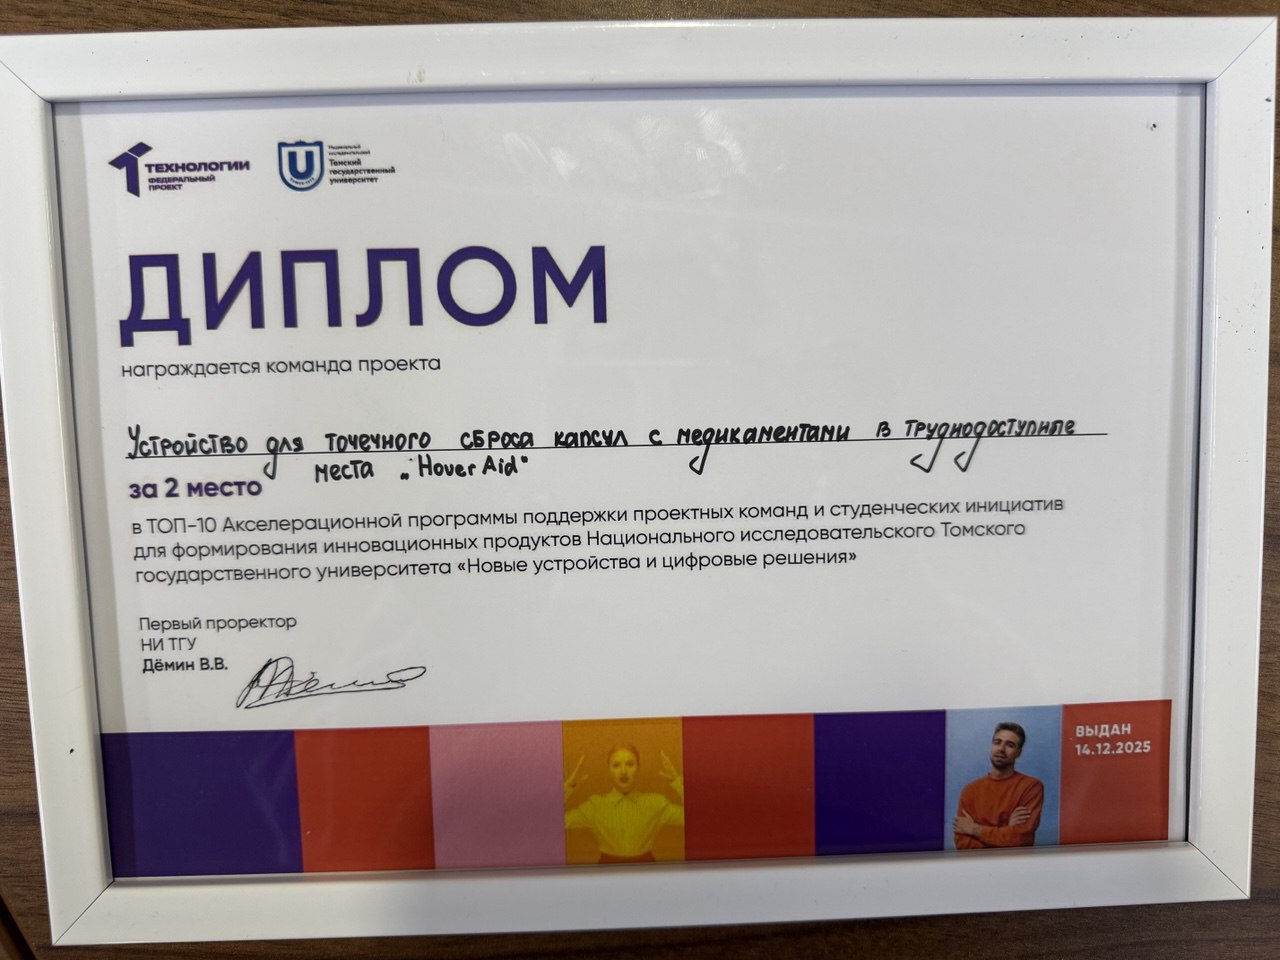 ТЕХНОЛОГИИ
ФЕДЕРАЛЬНЫЙ
ПРОЕКТ
Национальный
исследовательский
Томский
государственный
университет
ДИПЛОМ
награждается команда проекта
Устройство для точечного сброса капсул с медикаментами в труднодоступные
места „Hover Aid"
за 2 место
в ТОП-10 Акселерационной программы поддержки проектных команд и студенческих инициатив
для формирования инновационных продуктов Национального исследовательского Томского
государственного университета «Новые устройства и цифровые решения»
Первый проректор
НИ ТГУ
Дёмин В.В.
ВЫДАН
14.12.2025